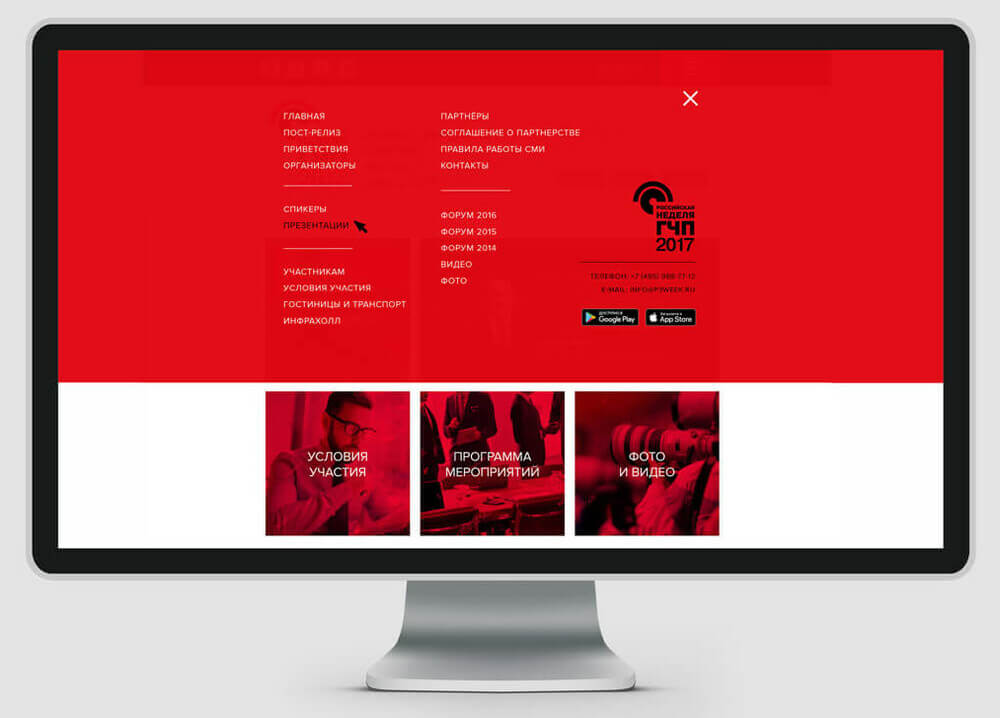 ГЛАВНАЯ
ПОСТ-РЕЛИЗ
ПРИВЕТСТВИЯ
ОРГАНИЗАТОРЫ
СПИКЕРЫ
ПРЕЗЕНТАЦИИ
УЧАСТНИКАМ
УСЛОВИЯ УЧАСТИЯ
ГОСТИНИЦЫ И ТРАНСПОРТ
ИНФРАХОЛЛ
ПАРТНЁРЫ
СОГЛАШЕНИЕ О ПАРТНЕРСТВЕ
ПРАВИЛА РАБОТЫ СМИ
КОНТАКТЫ
ФОРУМ 2016
ФОРУМ 2015
ФОРУМ 2014
ВИДЕО
ФОТО
РОССИЙСКАЯ
НЕДЕЛЯ
ГЧП
2017
ТЕЛЕФОН: +7 (495) 988-77-13
E-MAIL: INFO@P3WEEK.RU
ДОСТУПНО В
Google Play
Загрузите в
App Store
УСЛОВИЯ
УЧАСТИЯ
ПРОГРАММА
МЕРОПРИЯТИЙ
ФОТО
И ВИДЕО